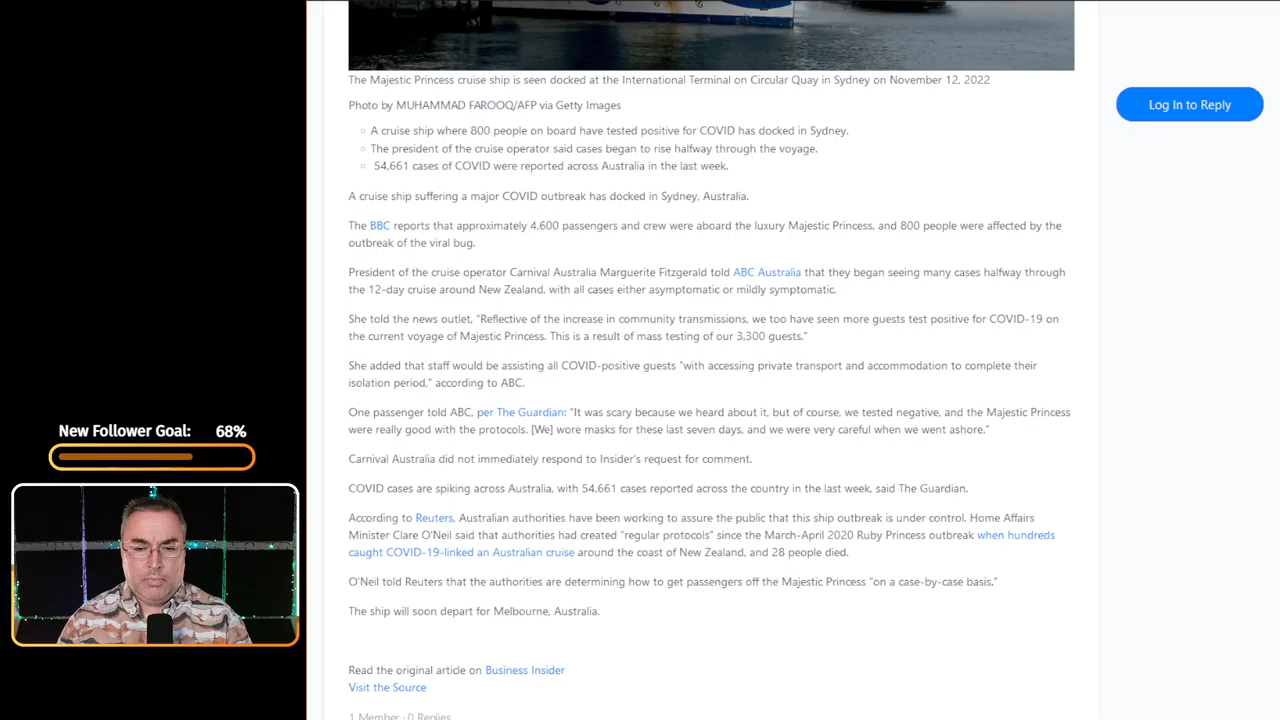 The Majestic Princess cruise ship is seen docked at the International Terminal on Circular Quay in Sydney on November 12, 2022
Log In to Reply
Photo by MUHAMMAD FAROOQ/AFP via Getty Images
A cruise ship where 800 people on board have tested positive for COVID has docked in Sydney.
The president of the cruise operator said cases began to rise halfway through the voyage.
54,661 cases of COVID were reported across Australia in the last week.
A cruise ship suffering a major COVID outbreak has docked in Sydney, Australia.
The BBC reports that approximately 4,600 passengers and crew were aboard the luxury Majestic Princess, and 800 people were affected by the
outbreak of the viral bug.
President of the cruise operator Carnival Australia Marguerite Fitzgerald told ABC Australia that they began seeing many cases halfway through
the 12-day cruise around New Zealand, with all cases either asymptomatic or mildly symptomatic.
She told the news outlet, "Reflective of the increase in community transmissions, we too have seen more guests test positive for COVID-19 on
the current voyage of Majestic Princess. This is a result of mass testing of our 3,300 guests."
She added that staff would be assisting all COVID-positive guests "with accessing private transport and accommodation to complete their
isolation period," according to ABC.
One passenger told ABC, per The Guardian: "It was scary because we heard about it, but of course, we tested negative, and the Majestic Princess
were really good with the protocols. [We] wore masks for these last seven days, and we were very careful when we went ashore."
New Follower Goal: 68%
Carnival Australia did not immediately respond to Insider's request for comment.
COVID cases are spiking across Australia, with 54,661 cases reported across the country in the last week, said The Guardian.
According to Reuters, Australian authorities have been working to assure the public that this ship outbreak is under control. Home Affairs
Minister Clare O'Neil said that authorities had created "regular protocols" since the March-April 2020 Ruby Princess outbreak when hundreds
caught COVID-19-linked an Australian cruise around the coast of New Zealand, and 28 people died.
O'Neil told Reuters that the authorities are determining how to get passengers off the Majestic Princess "on a case-by-case basis."
The ship will soon depart for Melbourne, Australia.
Read the original article on Business Insider
Visit the Source
1 Member · 0 Replies